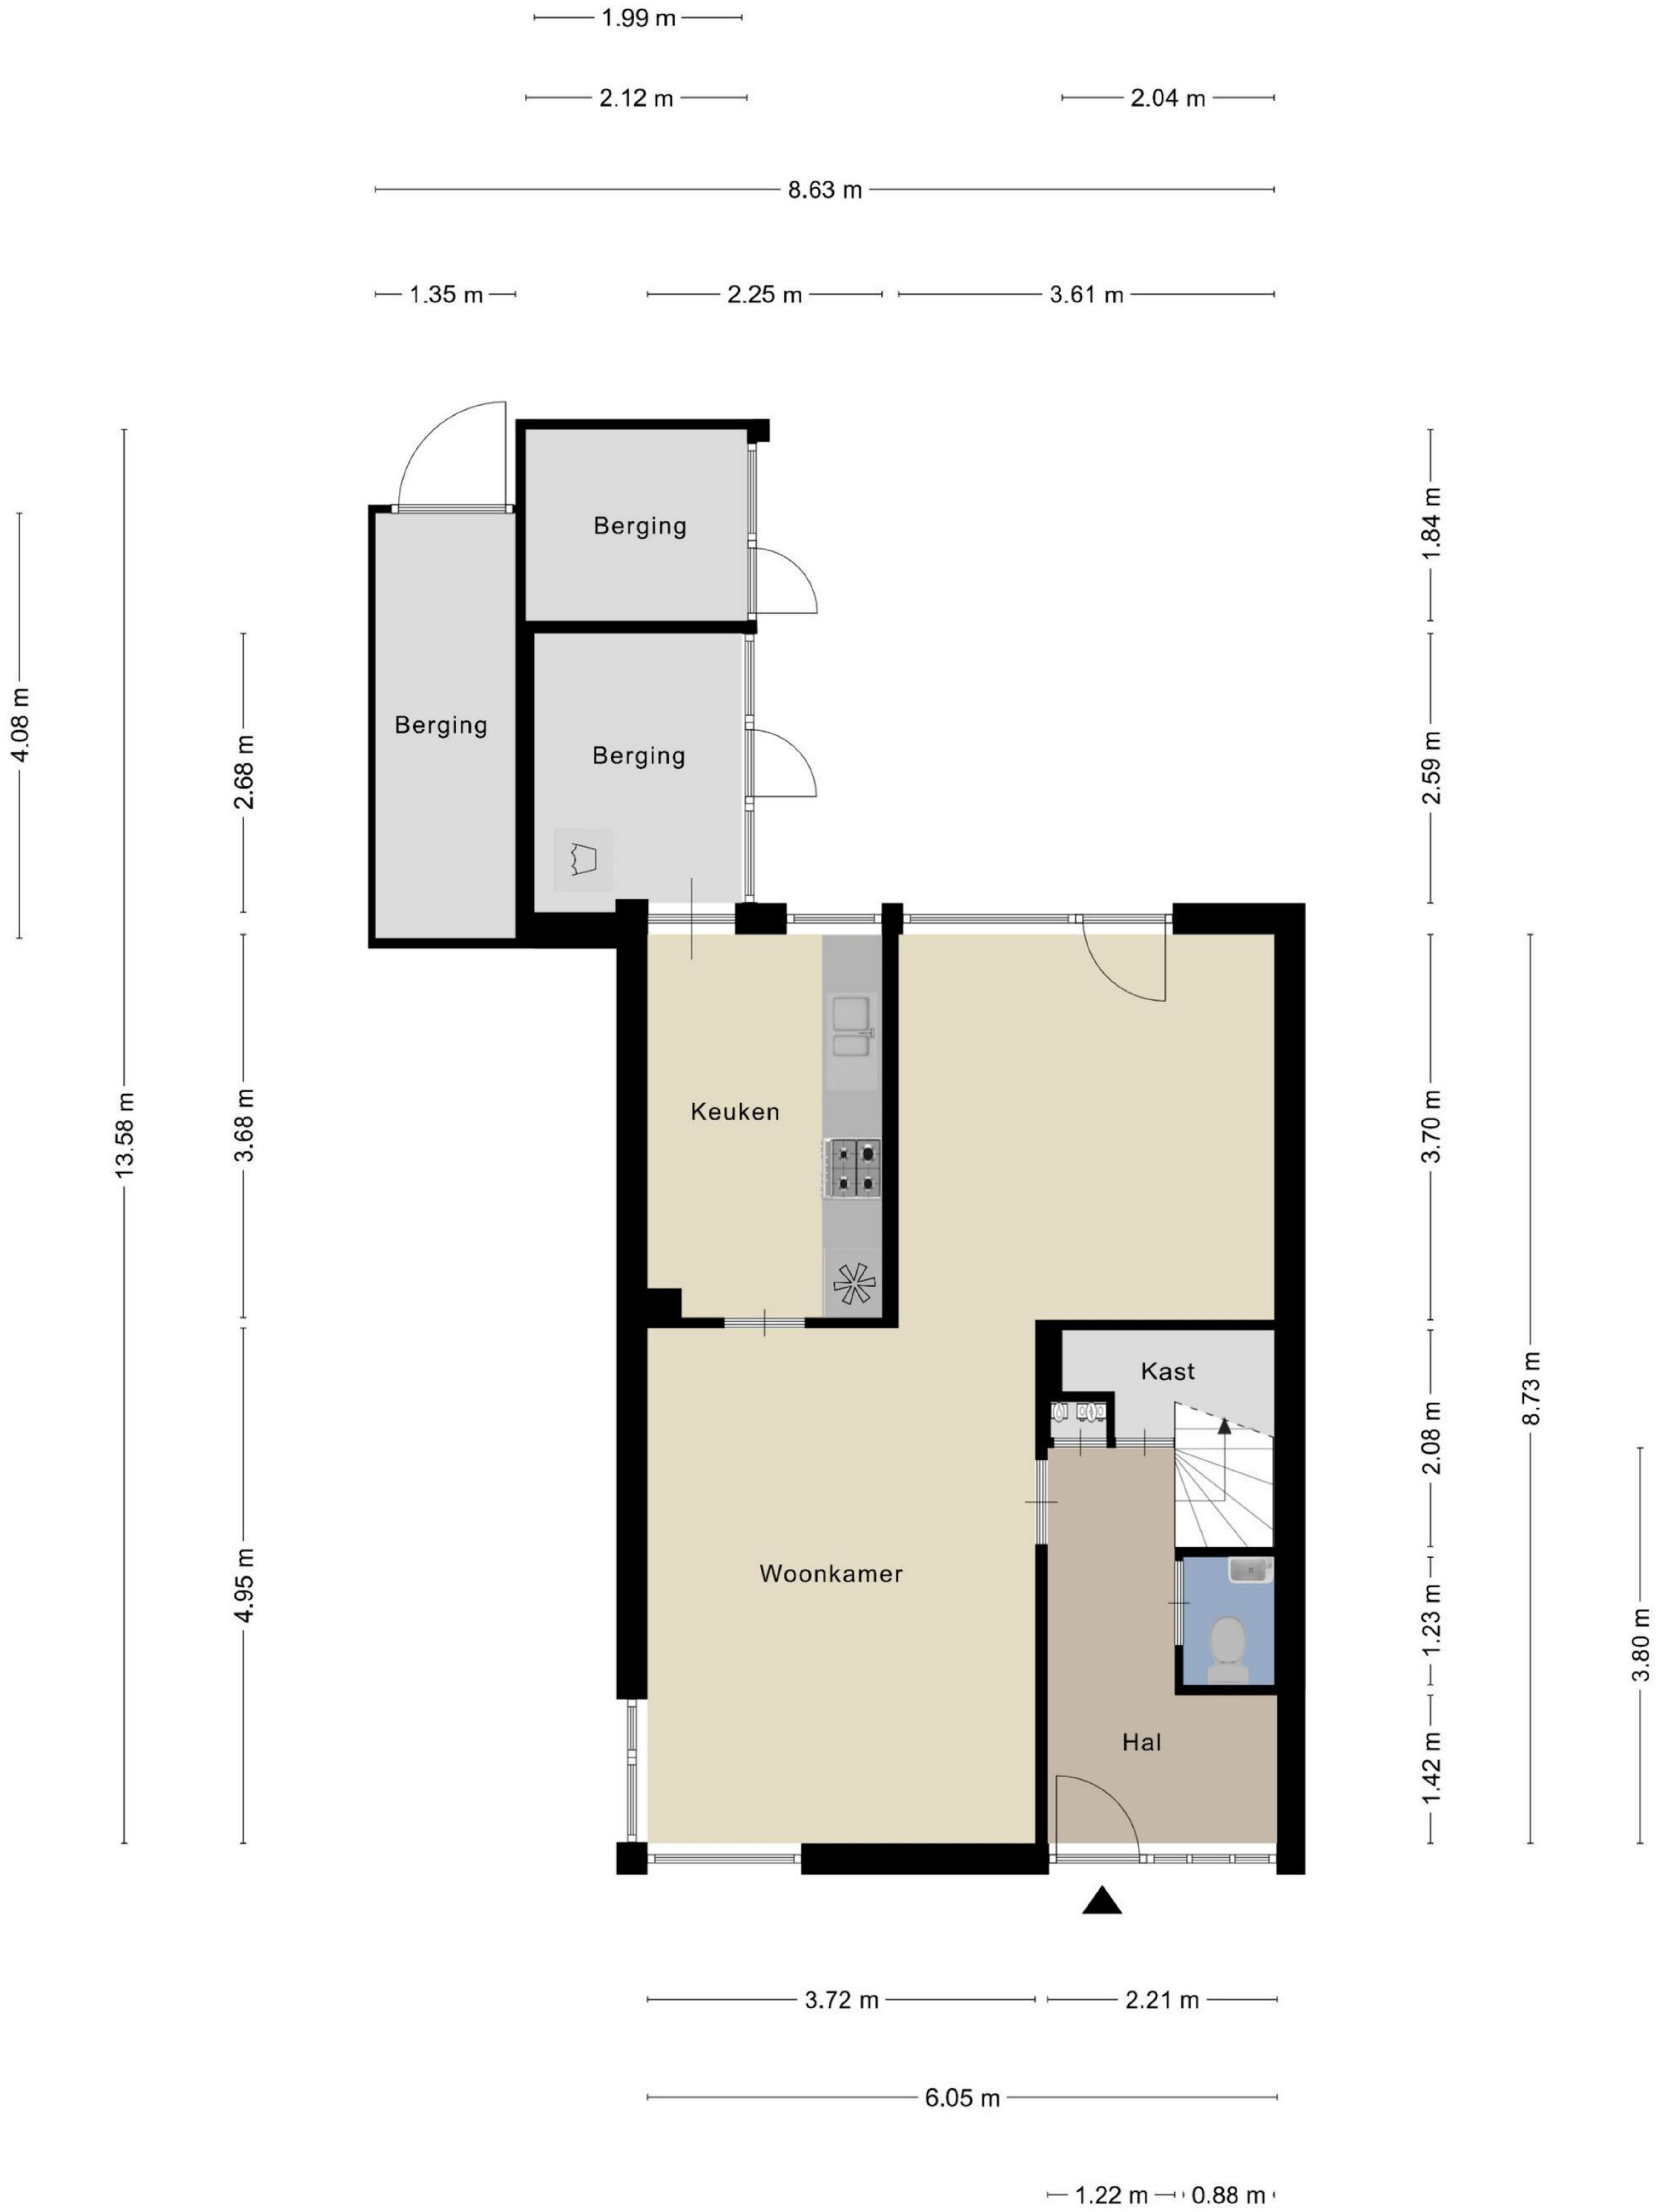 1.99 m
2.12 m
2.04 m
8.63 m
1.35 m
2.25 m
3.61 m
Berging
1.84 m
4.08 m
Berging
2.68 m
Berging
2.59 m
13.58 m
3.68 m
Keuken
3.70 m
Kast
8.73 m
2.08 m
4.95 m
Woonkamer
1.23 m
3.80 m
Hal
1.42 m
3.72 m
2.21 m
6.05 m
1.22 m
0.88 m